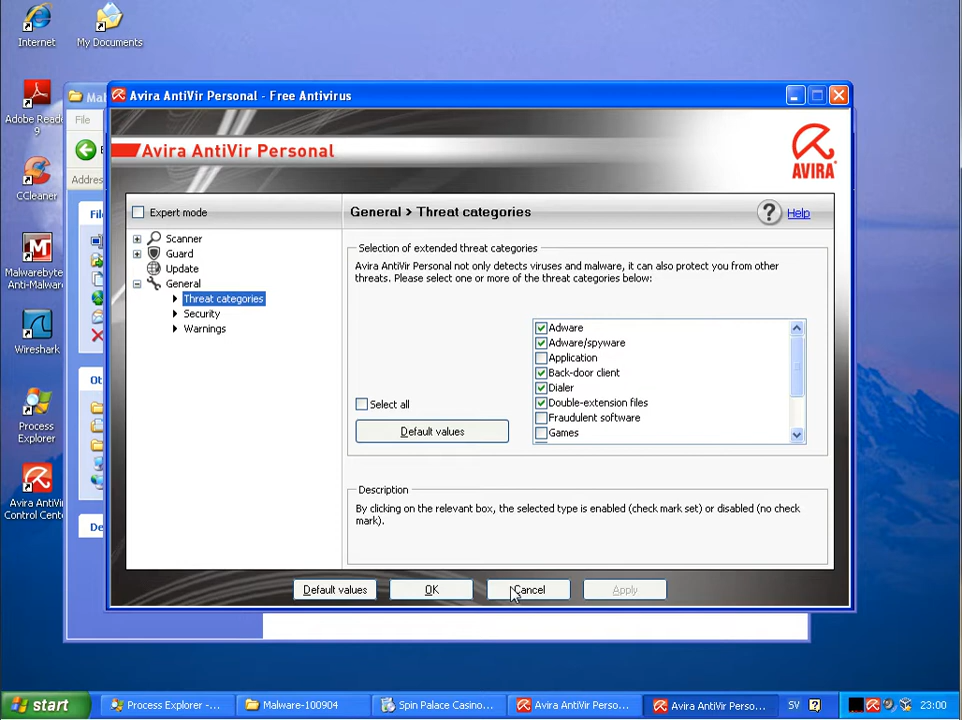 Internet
My Documents
Adobe Reade
9
CCleaner
Malwarebyte
Anti-Malwar
Wireshark
Process
Explorer
Avira AntiVir
Control Cent
File
Avira AntiVir Personal - Free Antivirus
Avira AntiVir Personal
AVIRA
Expert mode
Scanner
Guard
Update
General
Threat categories
Security
Warnings
General > Threat categories
? Help
Selection of extended threat categories
Avira AntiVir Personal not only detects viruses and malware, it can also protect you from other
threats. Please select one or more of the threat categories below:
Adware
Adware/spyware
Application
Back-door client
Dialer
Double-extension files
Fraudulent software
Games
Select all
Default values
Description
By clicking on the relevant box, the selected type is enabled (check mark set) or disabled (no check
mark).
Default values
OK
Cancel
Apply
start
Process Explorer -...
Malware-100904
Spin Palace Casino...
Avira AntiVir Perso...
Avira AntiVir Perso...
SV
?
23:00